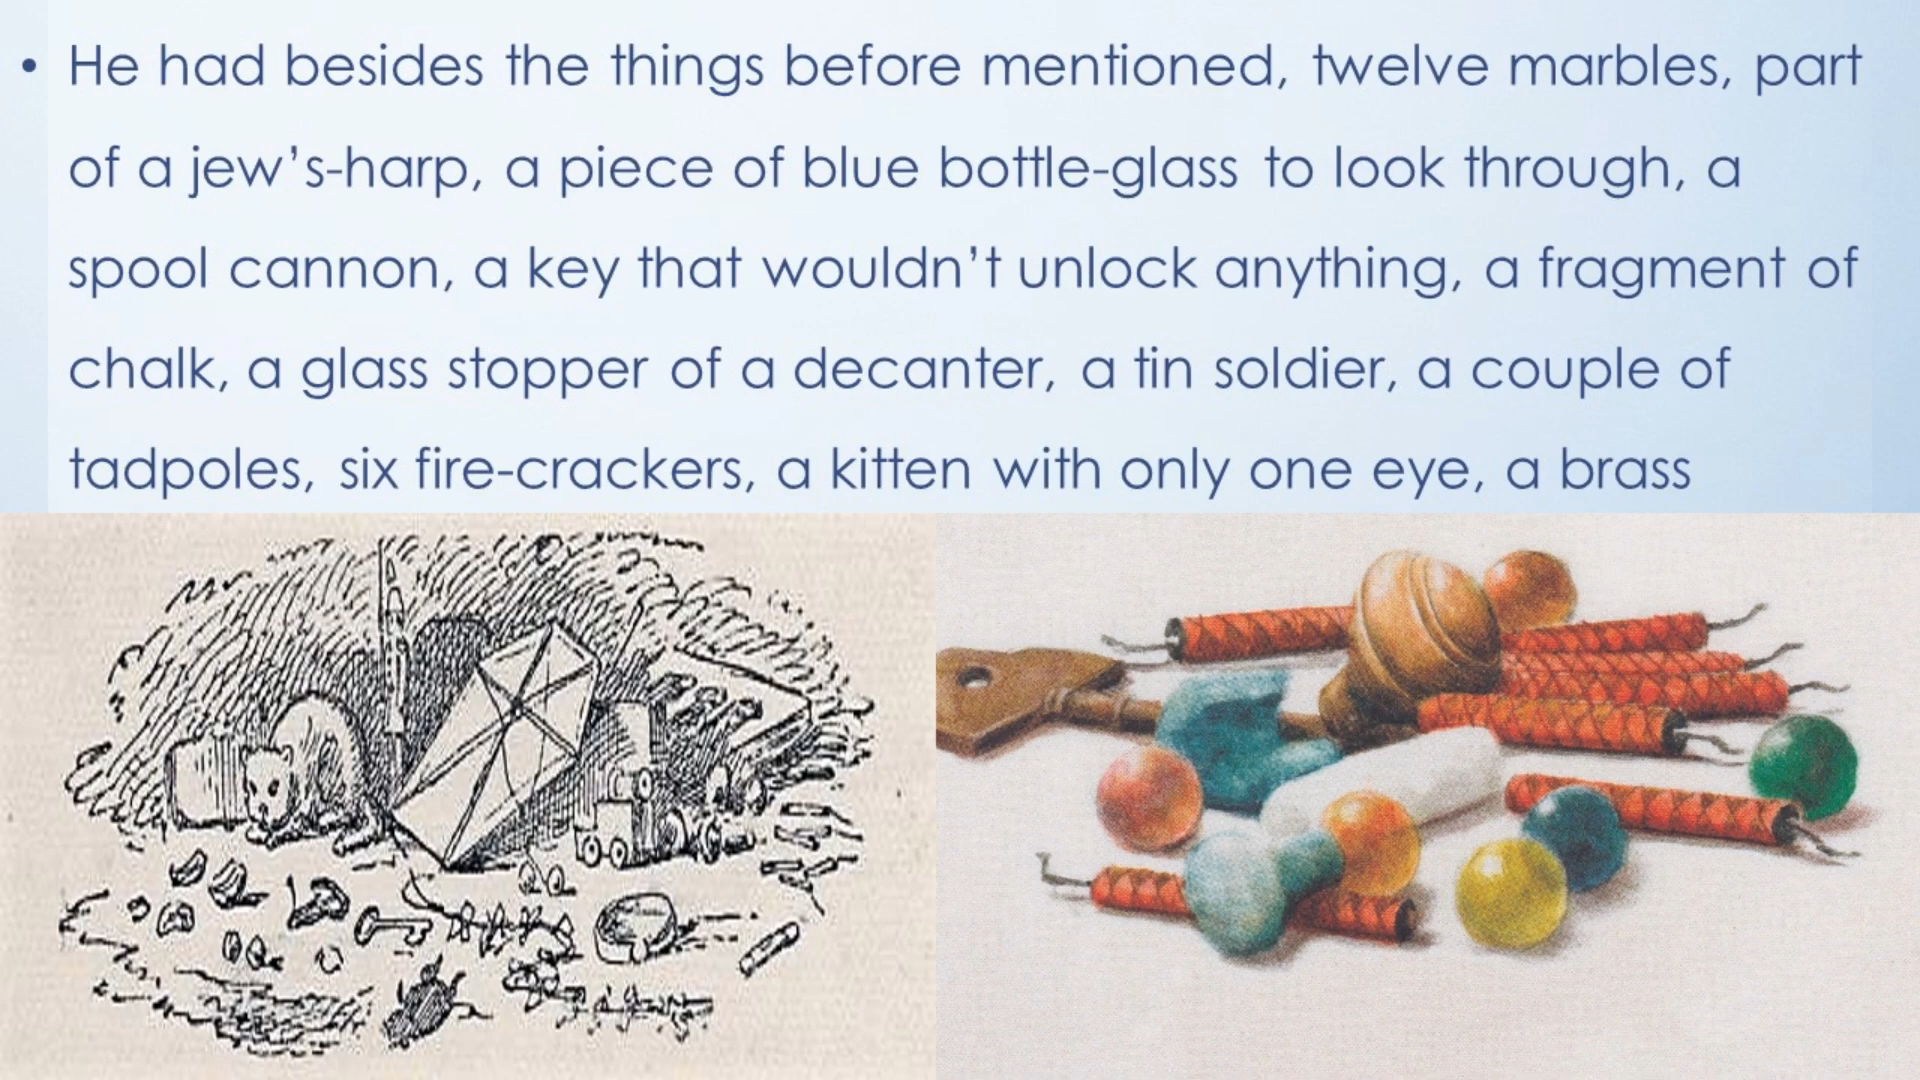 • He had besides the things before mentioned, twelve marbles, part
of a jew’s-harp, a piece of blue bottle-glass to look through, a
spool cannon, a key that wouldn’t unlock anything, a fragment of
chalk, a glass stopper of a decanter, a tin soldier, a couple of
tadpoles, six fire-crackers, a kitten with only one eye, a brass